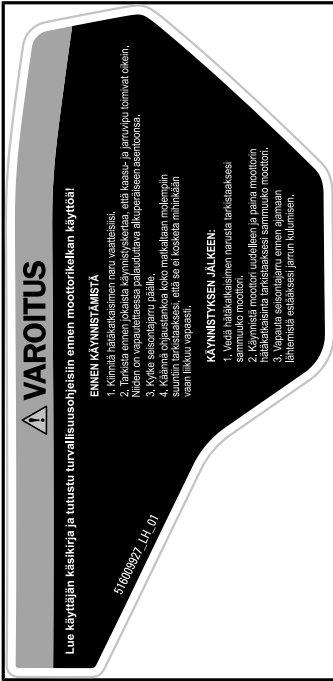 VAROITUS
Lue käyttäjän käsikirja ja tutustu turvallisuusohjeisiin ennen moottorikelkan käyttöä!
ENNEN KÄYNNISTÄMISTÄ
1. Kiinnitä hätäkatkaisimen naru vaatteisiisi.
2. Tarkista ennen jokaista käynnistyskertaa, että kaasu- ja jarruvipu toimivat oikein.
Niiden on vapautettaessa palauduttava alkuperäiseen asentoonsa.
3. Kytke seisontajarru päälle.
4. Käännä ohjaustankoa koko matkaltaan molempiin
suuntiin tarkistaaksesi, että se ei kosketa mihinkään
vaan liikkuu vapaasti.
KÄYNNISTYKSEN JÄLKEEN:
1. Vedä hätäkatkaisimen narusta tarkistaaksesi
sammuuko moottori.
2. Käynnistä moottori uudelleen ja paina moottorin
hätäkatkaisinta tarkistaaksesi sammuuko moottori.
3. Vapauta seisontajarru ennen ajamaan
lähtemistä estääksesi jarrun kulumisen.
516009927_LH_01